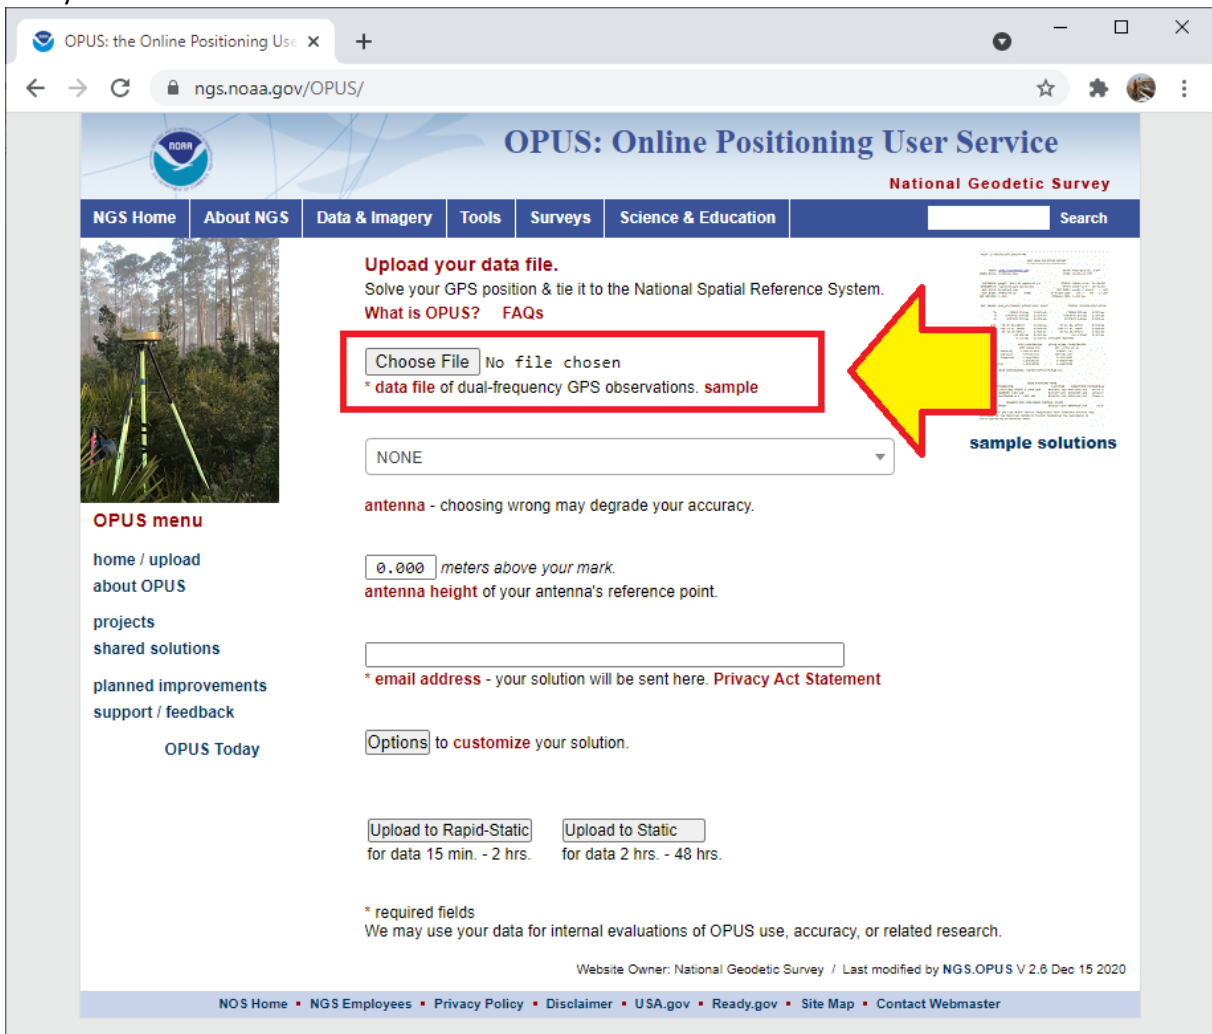 OPUS: the Online Positioning Use
ngs.noaa.gov/OPUS/
NOAA
OPUS: Online Positioning User Service
National Geodetic Survey
NGS Home About NGS Data & Imagery Tools Surveys Science & Education Search
Upload your data file.
Solve your GPS position & tie it to the National Spatial Reference System.
What is OPUS? FAQs
Choose File No file chosen
* data file of dual-frequency GPS observations. sample
sample solutions
NONE
antenna - choosing wrong may degrade your accuracy.
OPUS menu
home / upload
about OPUS
projects
shared solutions
planned improvements
support / feedback
OPUS Today
0.000 meters above your mark.
antenna height of your antenna's reference point.
* email address - your solution will be sent here. Privacy Act Statement
Options to customize your solution.
Upload to Rapid-Static Upload to Static
for data 15 min. - 2 hrs. for data 2 hrs. - 48 hrs.
* required fields
We may use your data for internal evaluations of OPUS use, accuracy, or related research.
Website Owner: National Geodetic Survey / Last modified by NGS.OPUS V 2.6 Dec 15 2020
NOS Home ▪ NGS Employees ▪ Privacy Policy ▪ Disclaimer ▪ USA.gov ▪ Ready.gov ▪ Site Map ▪ Contact Webmaster